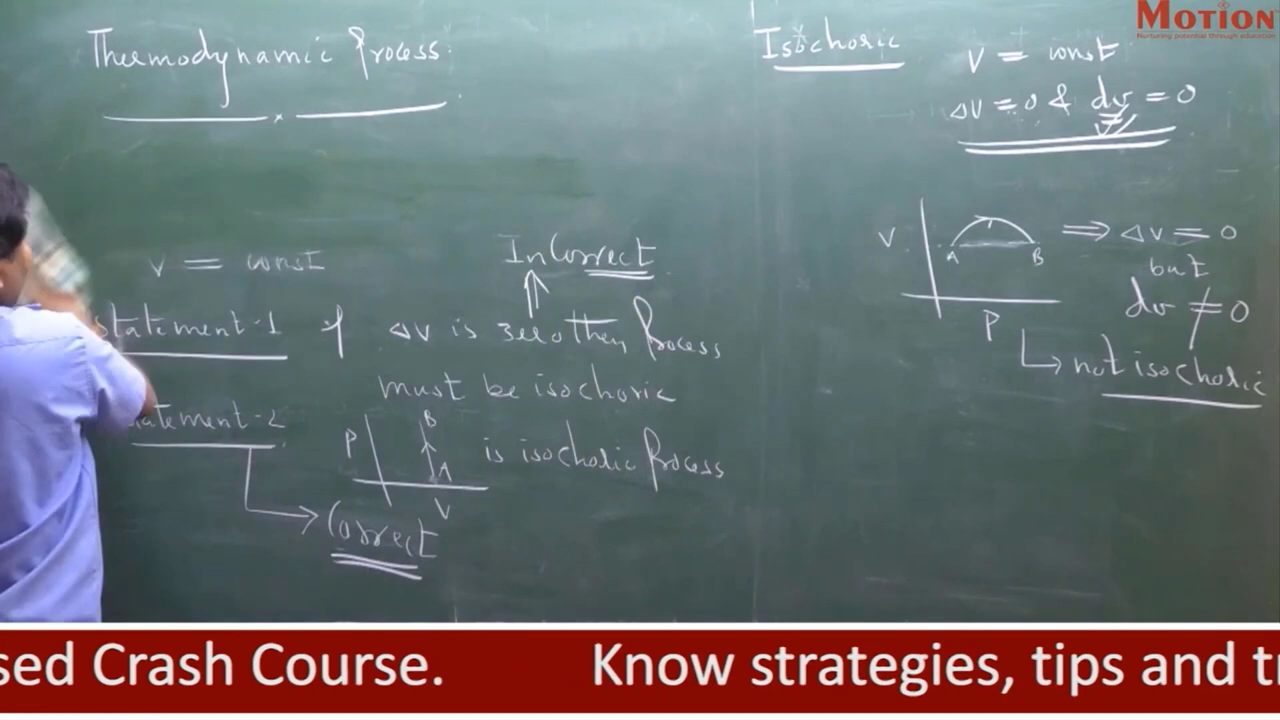 MOTION
Nurturing potential through education
Thermodynamic Process.
Isochoric
V = const
ΔV = 0 & dv = 0
V = const
InCorrect
Statement-1 If ΔV is zero then Process
must be isochoric
Statement-2
P
B
A
V
is isochoric Process
Correct
V
A B
P
⇒ ΔV = 0
but
dv ≠ 0
↳ not isochoric
sed Crash Course. Know strategies, tips and tr